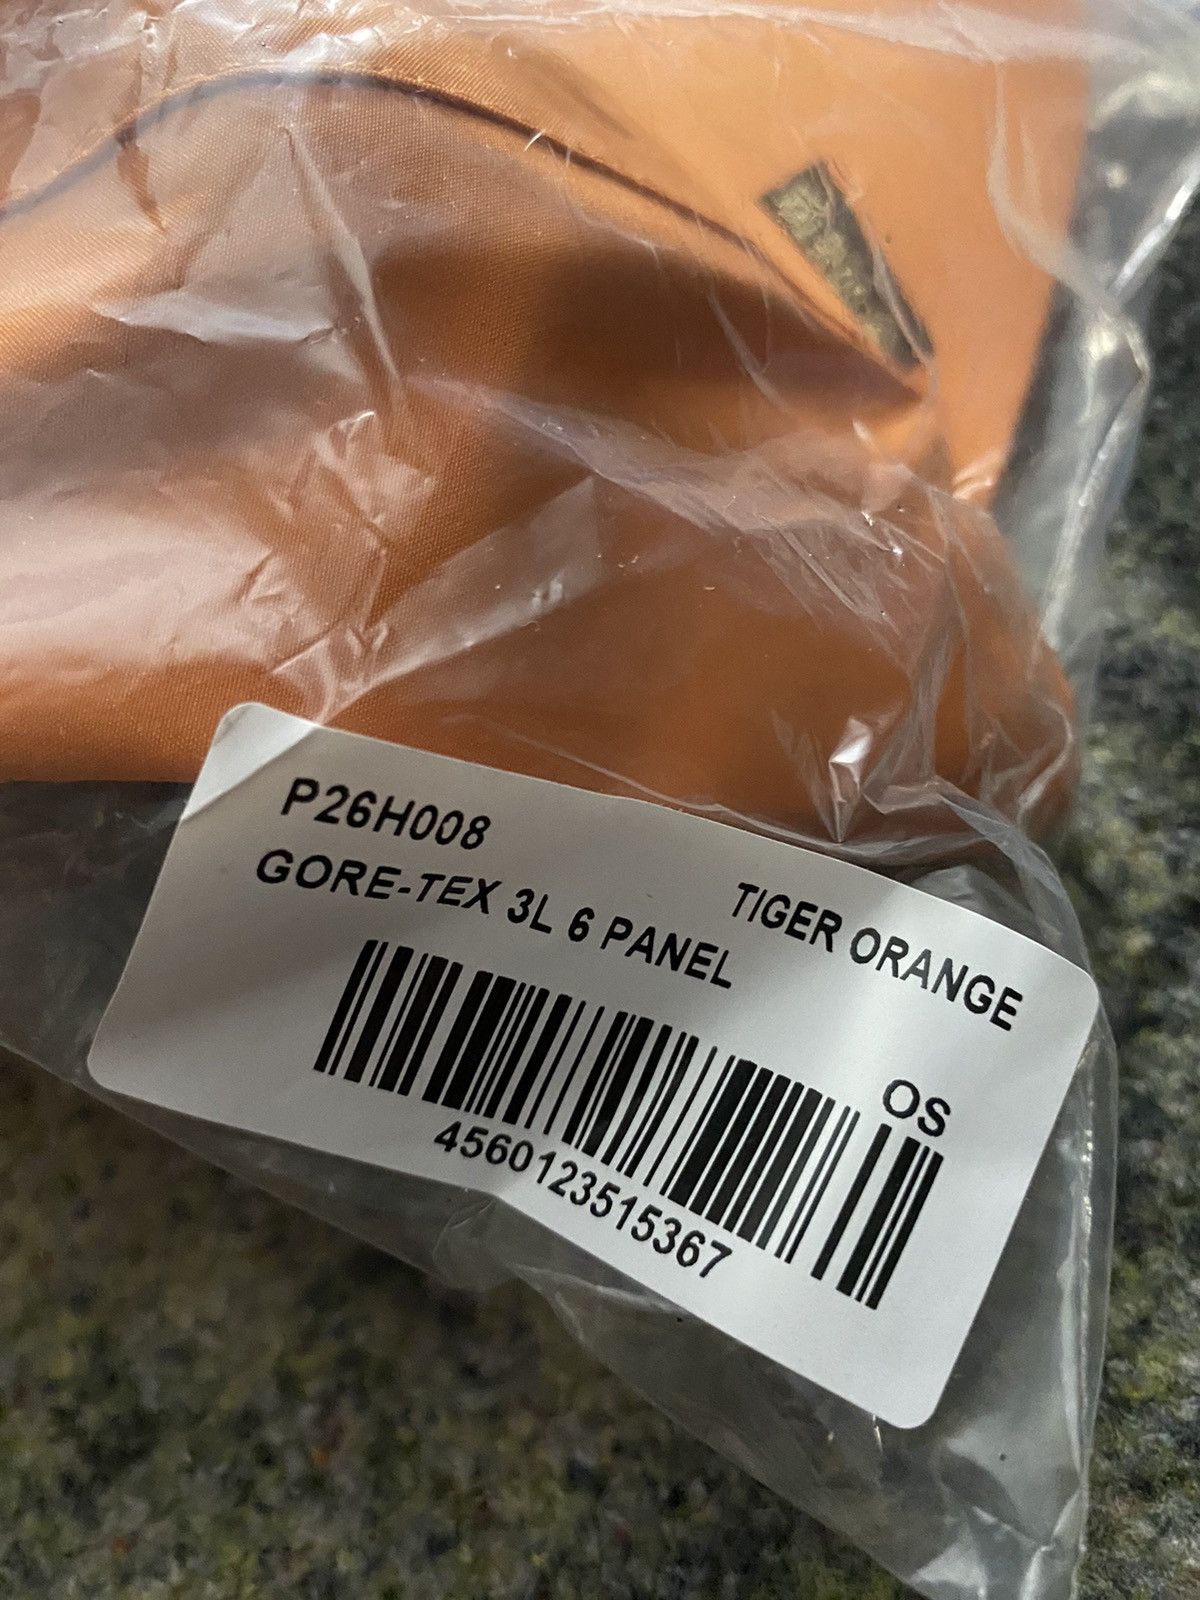 P26H008
GORE-TEX 3L 6 PANEL
TIGER ORANGE
OS
4560123515367